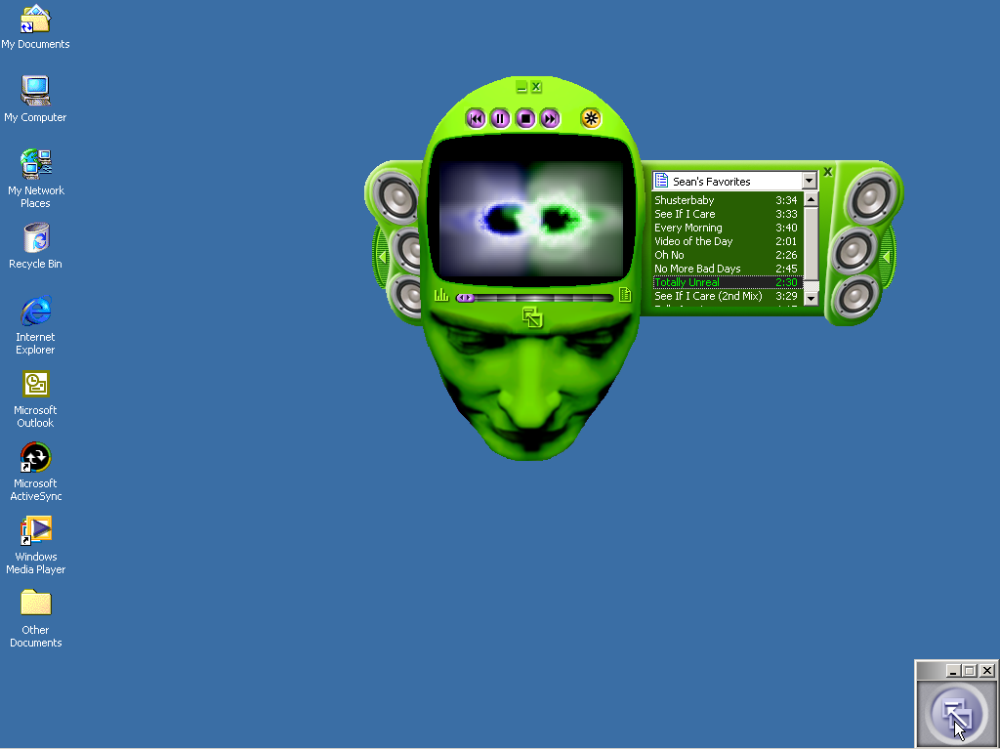 My Documents
My Computer
My Network
Places
Recycle Bin
Internet
Explorer
Microsoft
Outlook
Microsoft
ActiveSync
Windows
Media Player
Other
Documents
Sean's Favorites
Shusterbaby 3:34
See If I Care 3:33
Every Morning 3:40
Video of the Day 2:01
Oh No 2:26
No More Bad Days 2:45
Totally Unreal 2:30
See If I Care (2nd Mix) 3:29